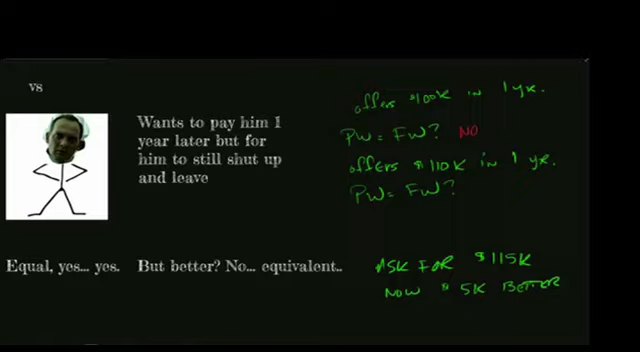 vs
offers $100K in 1 yr.
Wants to pay him 1
year later but for
him to still shut up
and leave
PW = FW? NO
offers $110K in 1 yr.
PW = FW?
Equal, yes... yes. But better? No... equivalent..
ASK FOR $115K
NOW $5K BETTER